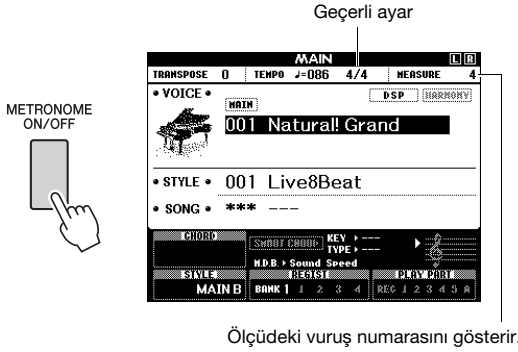 Geçerli ayar
MAIN L R
TRANSPOSE 0 TEMPO ♩=086 4/4 MEASURE 4
METRONOME
ON/OFF
• VOICE •
MAIN
DSP HARMONY
001 Natural! Grand
• STYLE • 001 Live8Beat
• SONG • *** ---
CHORD
SMART CHORD KEY ▸ ---
TYPE ▸ ---
M.D.B. ▸ Sound Speed
STYLE REGIST PLAY PART
MAIN B BANK 1 1 2 3 4 REC 1 2 3 4 5 A
Ölçüdeki vuruş numarasını gösterir.